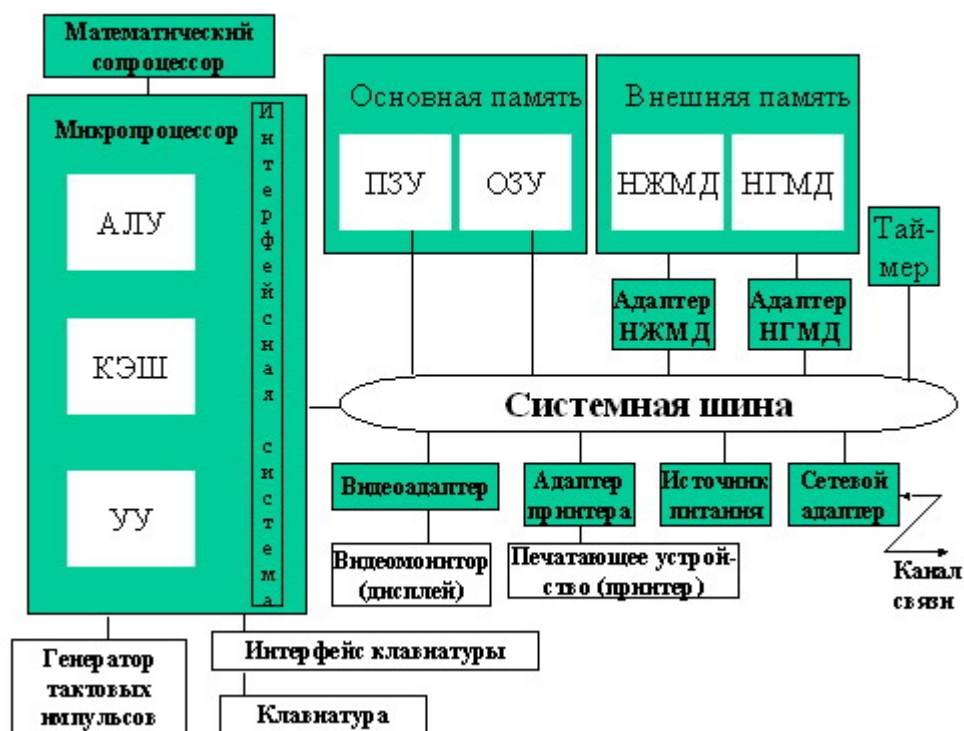 Математический
сопроцессор
Микропроцессор
АЛУ
КЭШ
УУ
Интерфейсная система
Основная память
ПЗУ
ОЗУ
Внешняя память
НЖМД
НГМД
Тай-
мер
Адаптер
НЖМД
Адаптер
НГМД
Системная шина
Видеоадаптер
Адаптер
принтера
Источник
питания
Сетевой
адаптер
Видеомонитор
(дисплей)
Печатающее устрой-
ство (принтер)
Канал
связи
Генератор
тактовых
импульсов
Интерфейс клавиатуры
Клавиатура